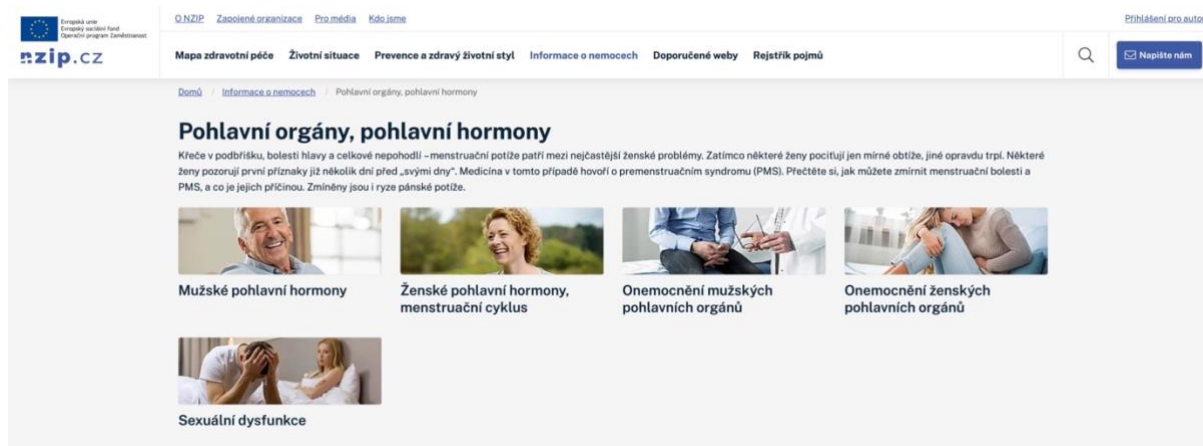 Evropská unie
Evropský sociální fond
Operační program Zaměstnanost
nzip.cz
O NZIP Zapojené organizace Pro média Kdo jsme
Přihlášení pro auto
Mapa zdravotní péče Životní situace Prevence a zdravý životní styl Informace o nemocech Doporučené weby Rejstřík pojmů
Napište nám
Domů / Informace o nemocech / Pohlavní orgány, pohlavní hormony
Pohlavní orgány, pohlavní hormony
Křeče v podbřišku, bolesti hlavy a celkové nepohodlí – menstruační potíže patří mezi nejčastější ženské problémy. Zatímco některé ženy pociťují jen mírné obtíže, jiné opravdu trpí. Některé
ženy pozorují první příznaky již několik dní před „svými dny“. Medicína v tomto případě hovoří o premenstruačním syndromu (PMS). Přečtěte si, jak můžete zmírnit menstruační bolesti a
PMS, a co je jejich příčinou. Zmíněny jsou i ryze pánské potíže.
Mužské pohlavní hormony
Ženské pohlavní hormony,
menstruační cyklus
Onemocnění mužských
pohlavních orgánů
Onemocnění ženských
pohlavních orgánů
Sexuální dysfunkce